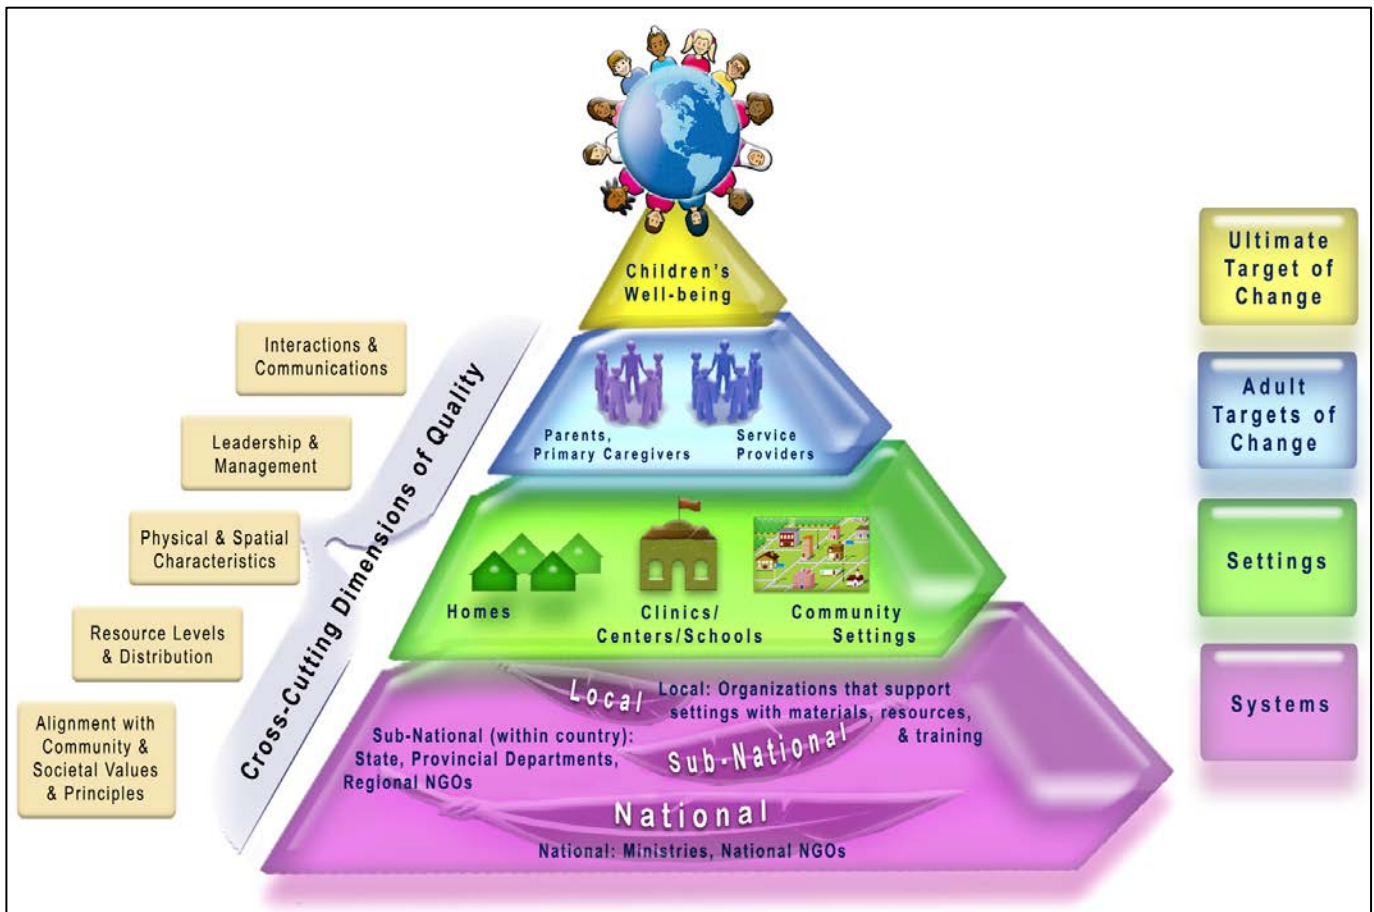 Children's
Well-being
Parents,
Primary Caregivers
Service
Providers
Homes
Clinics/
Centers/Schools
Community
Settings
Local
Local: Organizations that support
settings with materials, resources,
& training
Sub-National (within country):
State, Provincial Departments,
Regional NGOs
Sub-National
National
National: Ministries, National NGOs
Cross-Cutting Dimensions of Quality
Interactions &
Communications
Leadership &
Management
Physical & Spatial
Characteristics
Resource Levels
& Distribution
Alignment with
Community &
Societal Values
& Principles
Ultimate
Target of
Change
Adult
Targets of
Change
Settings
Systems